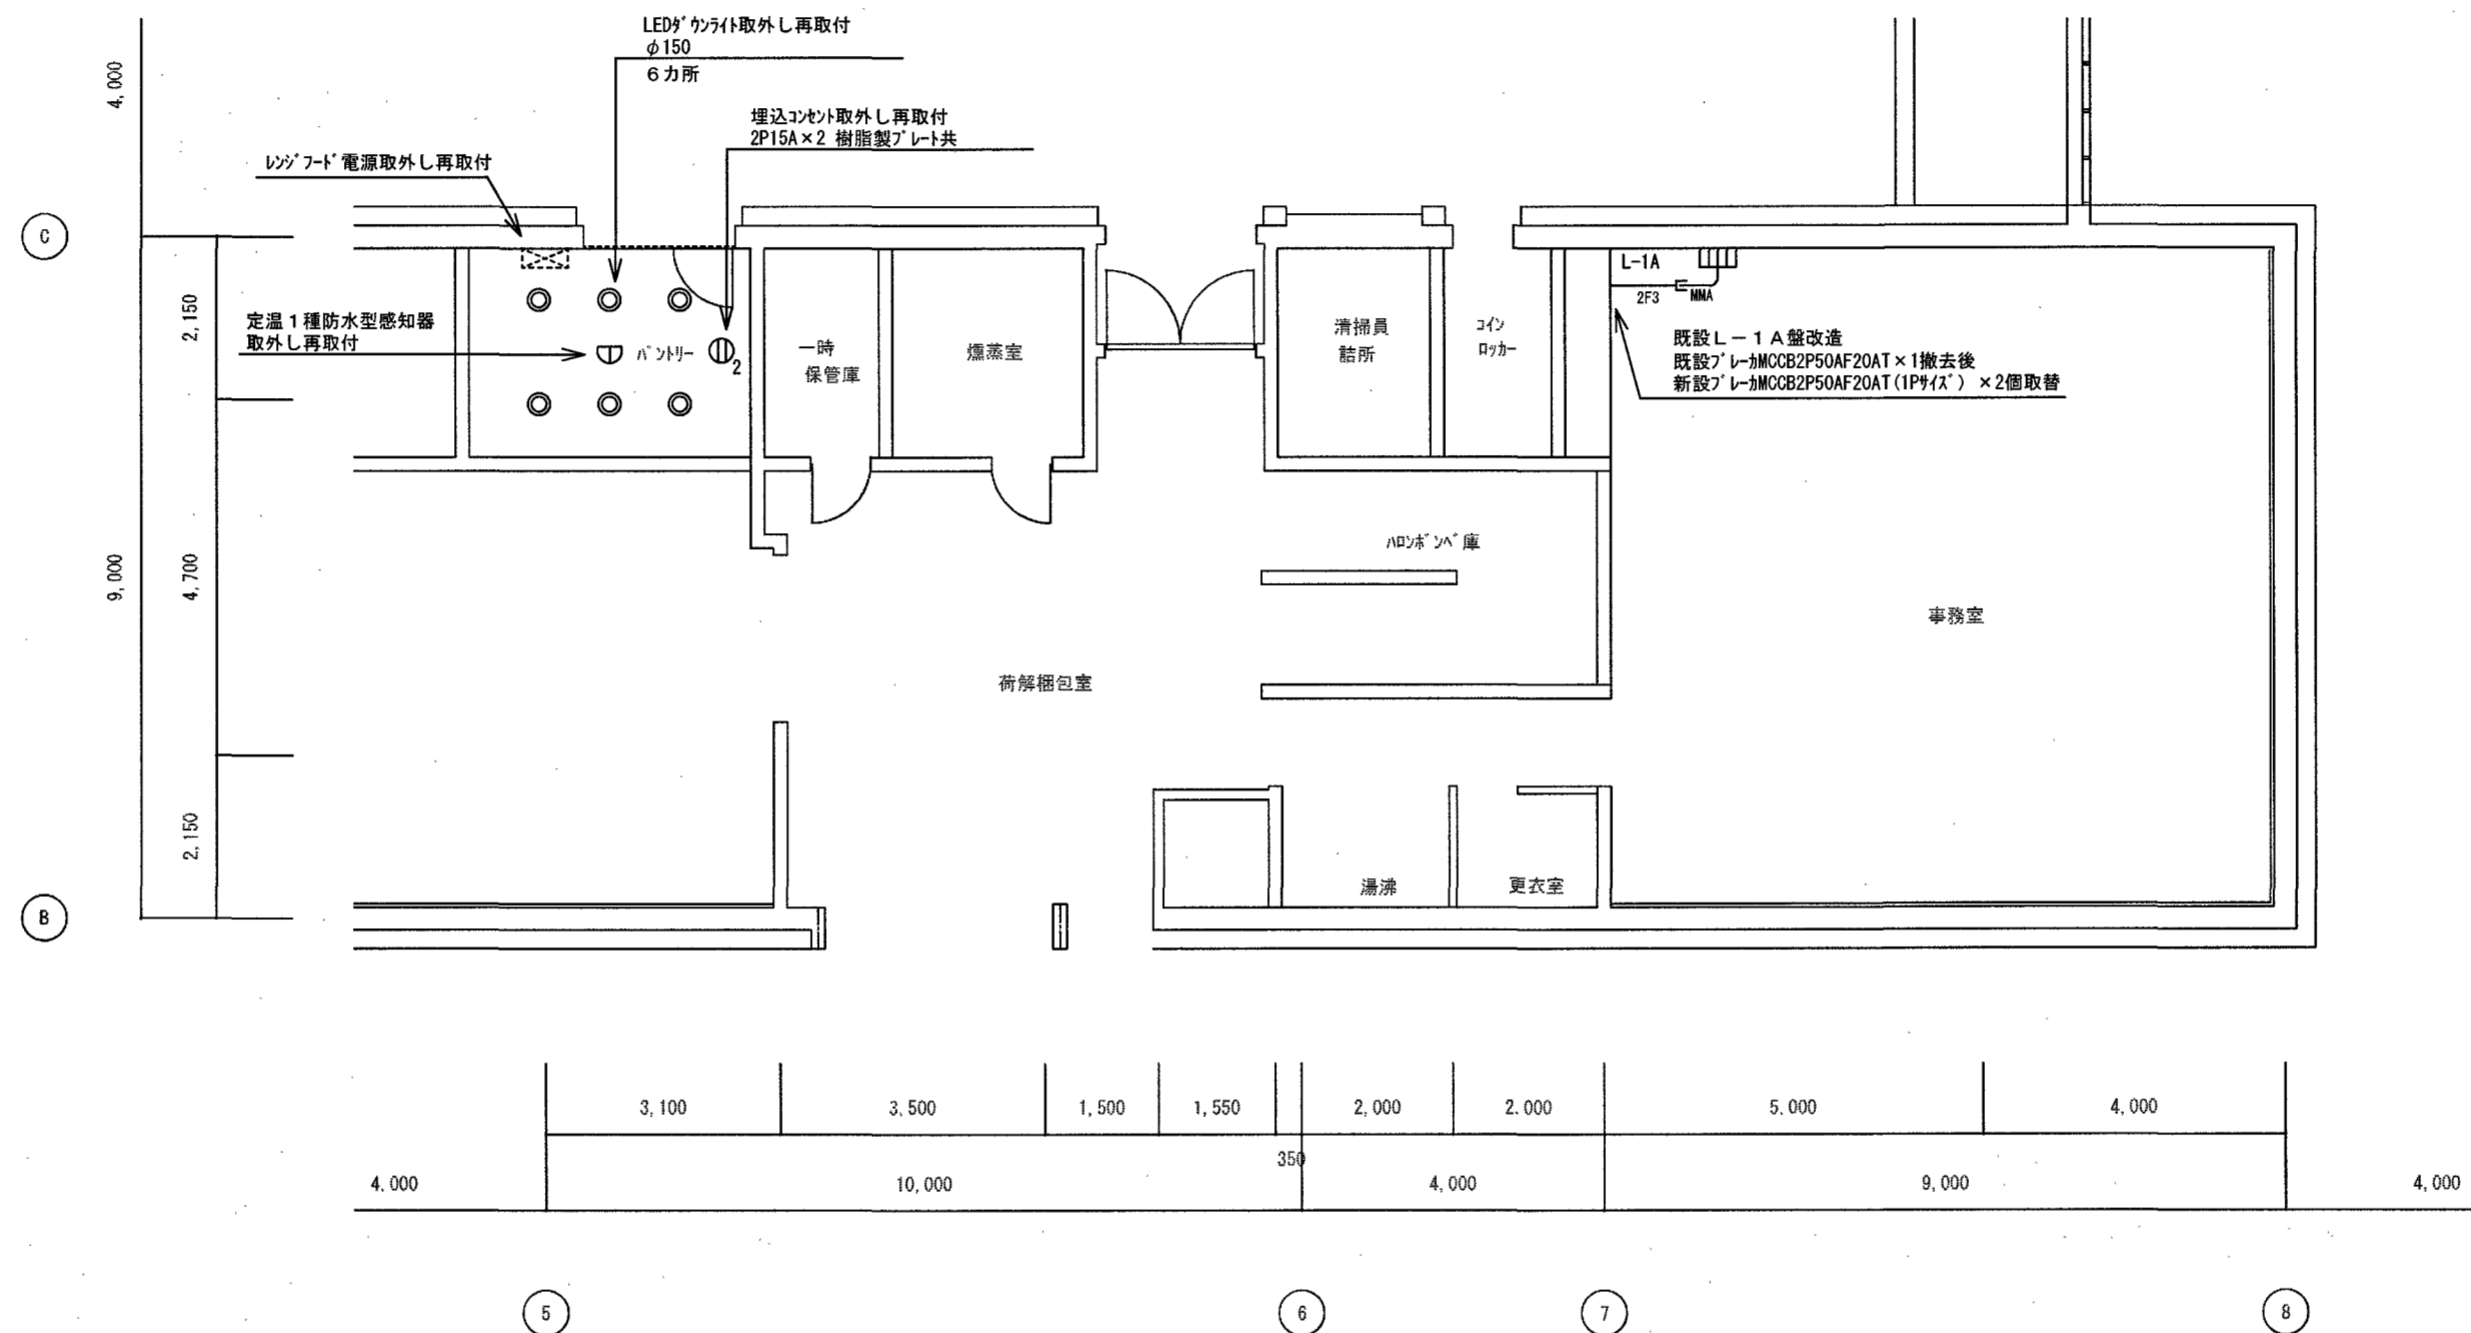 LEDﾀﾞｳﾝﾗｲﾄ取外し再取付
φ150
6カ所
埋込ｺﾝｾﾝﾄ取外し再取付
2P15A×2 樹脂製ﾌﾟﾚｰﾄ共
ﾚﾝｼﾞﾌｰﾄﾞ電源取外し再取付
4,000
C
2,150
定温1種防水型感知器
取外し再取付
ﾊﾟﾝﾄﾘｰ
2
一時
保管庫
燻蒸室
清掃員
詰所
ｺｲﾝ
ﾛｯｶｰ
L-1A
2F3
MMA
既設L-1A盤改造
既設ﾌﾞﾚｰｶMCCB2P50AF20AT×1撤去後
新設ﾌﾞﾚｰｶMCCB2P50AF20AT(1Pｻｲｽﾞ) ×2個取替
9,000
4,700
ﾊﾛﾝﾎﾞﾝﾍﾞ庫
事務室
荷解梱包室
2,150
湯沸
更衣室
B
3,100
3,500
1,500
1,550
2,000
2.000
5.000
4,000
350
4.000
10,000
4,000
9,000
4,000
5
6
7
8